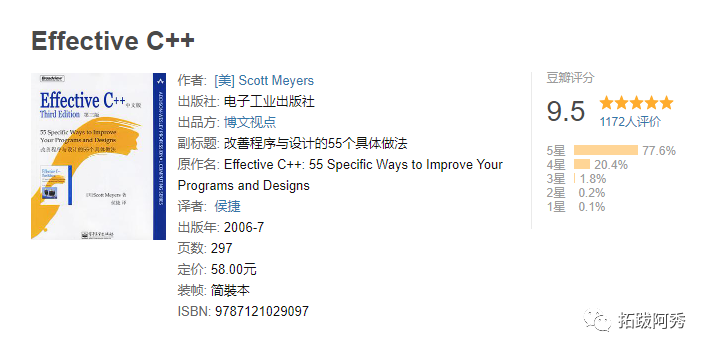 Effective C++
Effective C++ 中文版
Third Edition 第三版
55 Specific Ways to Improve
Your Programs and Designs
改善程序与设计的55个具体做法
[美] Scott Meyers 著
侯捷 译
电子工业出版社
作者: [美] Scott Meyers
出版社: 电子工业出版社
出品方: 博文视点
副标题: 改善程序与设计的55个具体做法
原作名: Effective C++: 55 Specific Ways to Improve Your
Programs and Designs
译者: 侯捷
出版年: 2006-7
页数: 297
定价: 58.00元
装帧: 简装本
ISBN: 9787121029097
豆瓣评分
9.5
1172人评价
5星 77.6%
4星 20.4%
3星 1.8%
2星 0.2%
1星 0.1%
拓跋阿秀